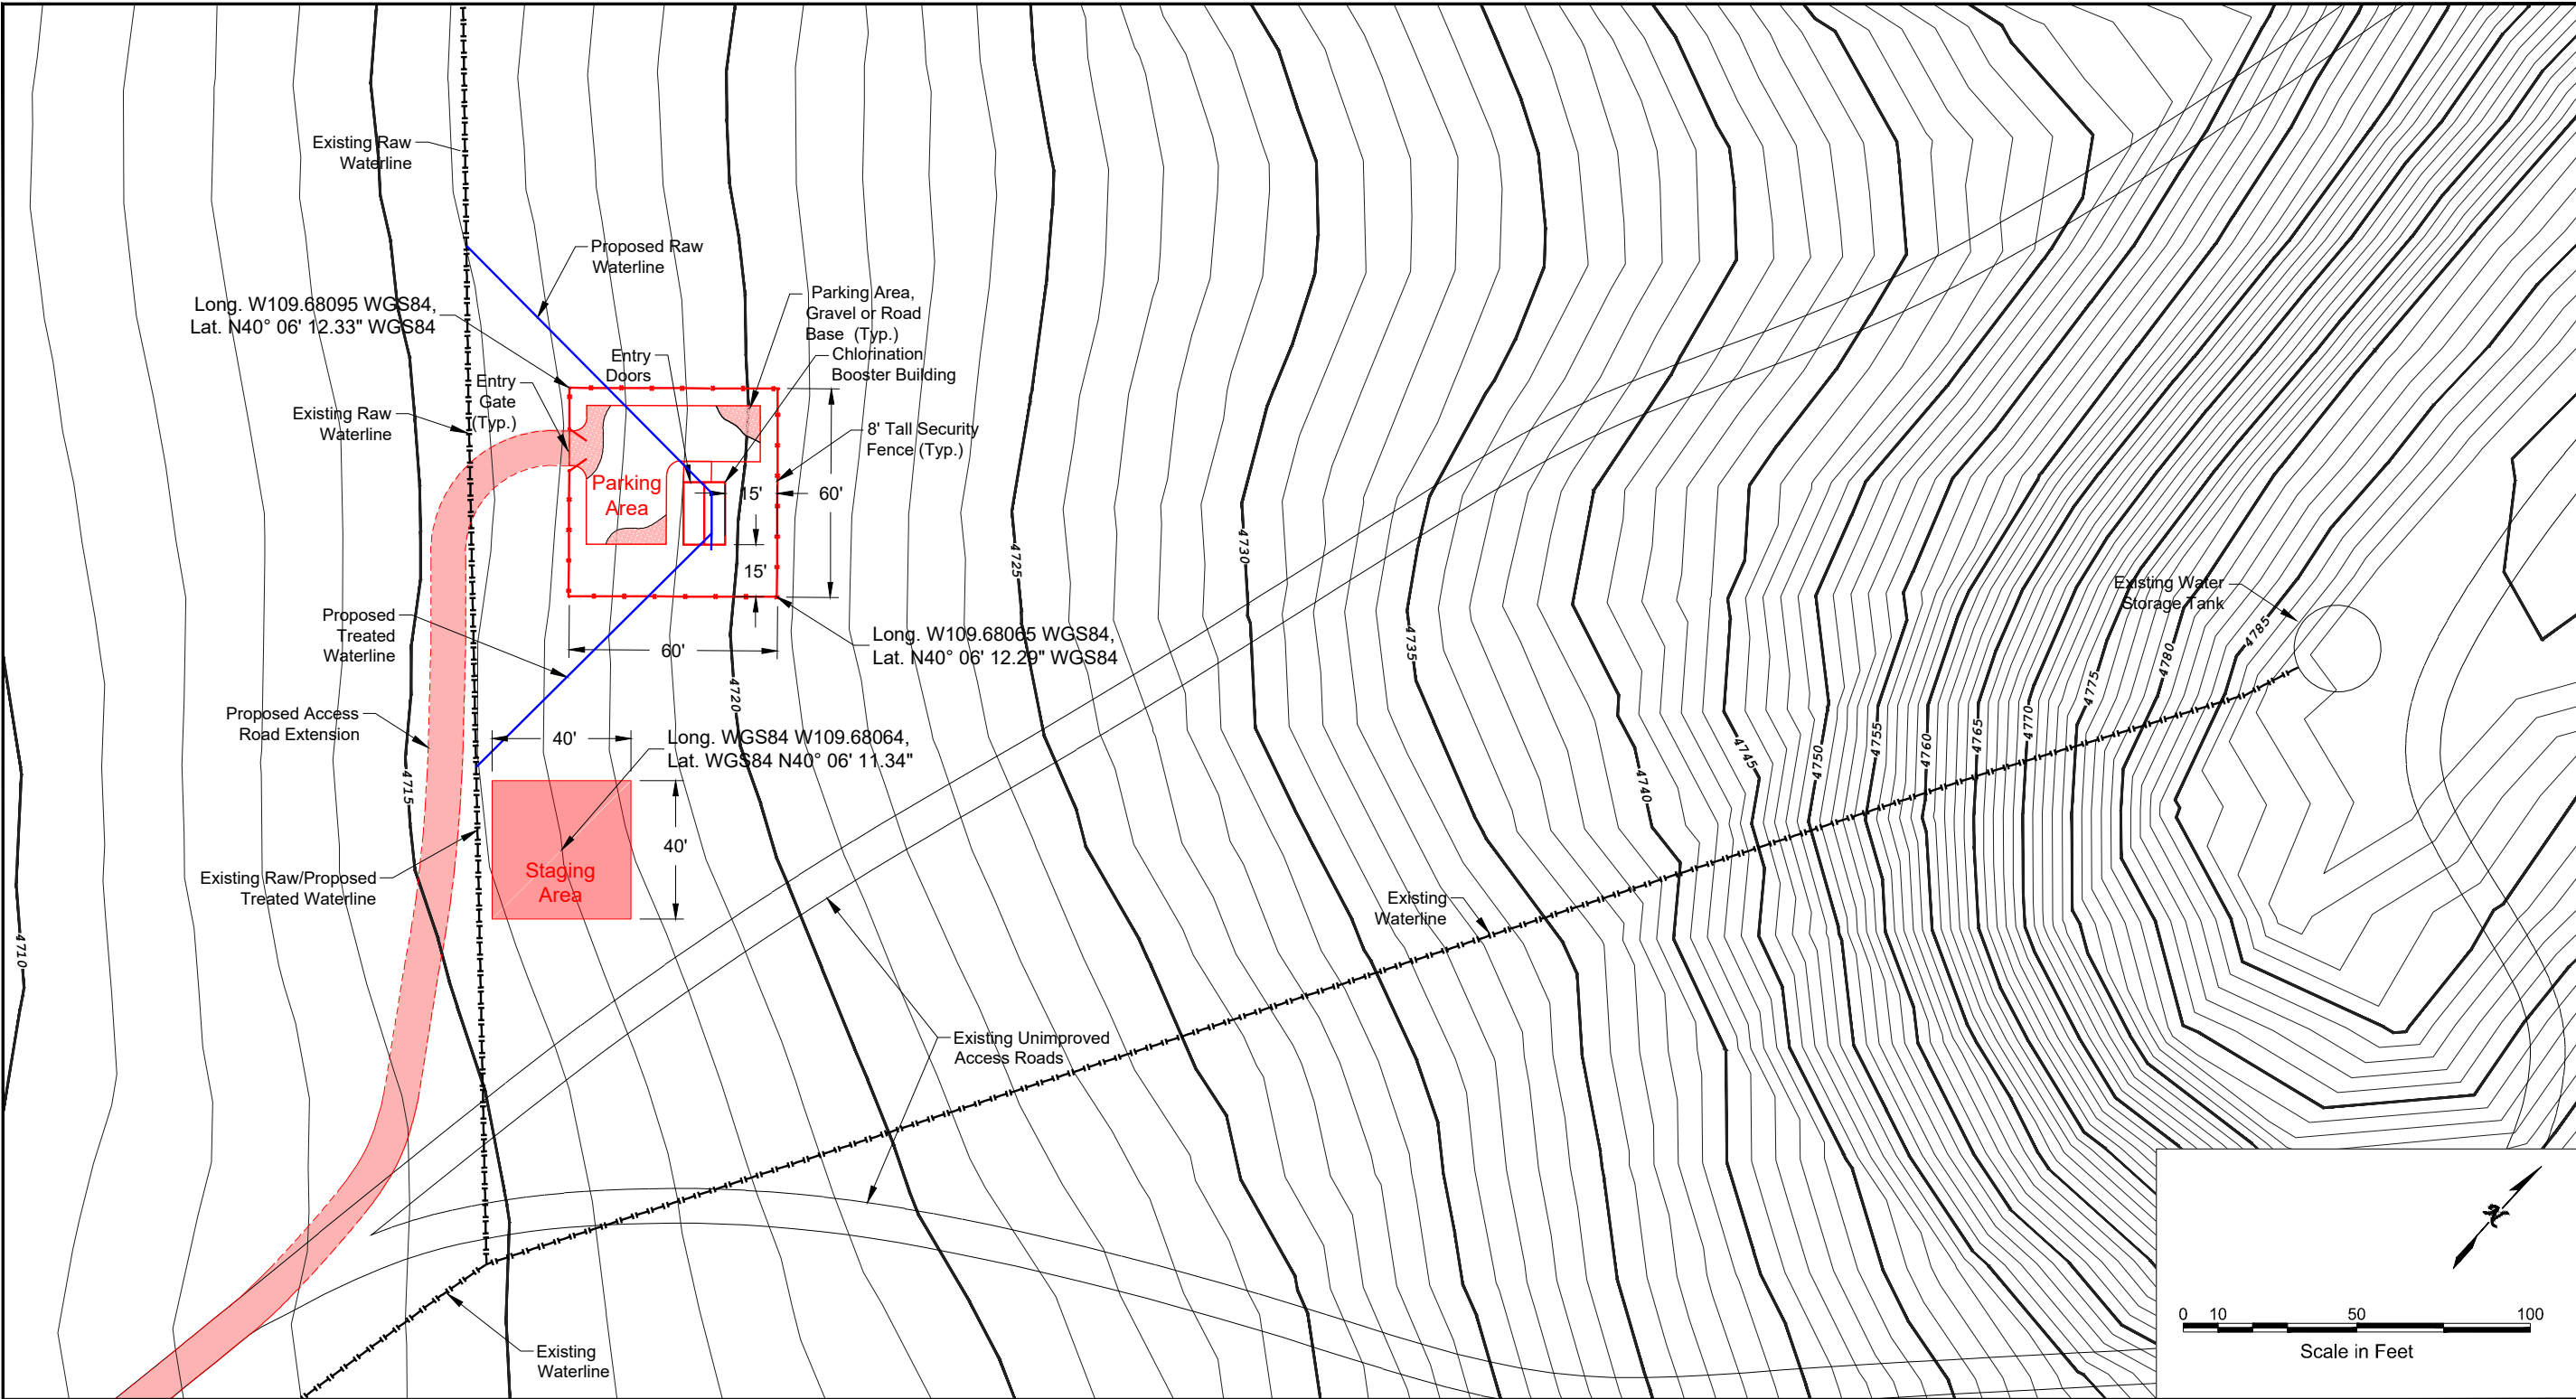 Existing Raw
Waterline
Proposed Raw
Waterline
Long. W109.68095 WGS84,
Lat. N40° 06' 12.33" WGS84
Parking Area,
Gravel or Road
Base (Typ.)
Entry
Doors
Chlorination
Booster Building
Entry
Gate
(Typ.)
Existing Raw
Waterline
8' Tall Security
Fence (Typ.)
Parking
Area
15'
60'
15'
60'
4725
4730
4735
Existing Water
Storage Tank
Proposed
Treated
Waterline
Long. W109.68065 WGS84,
Lat. N40° 06' 12.29" WGS84
4785
4780
4775
4720
Proposed Access
Road Extension
40'
Long. WGS84 W109.68064,
Lat. WGS84 N40° 06' 11.34"
4715
4740
4745
4750
4755
4760
4765
4770
40'
Staging
Area
Existing Raw/Proposed
Treated Waterline
Existing
Waterline
4710
Existing Unimproved
Access Roads
Existing
Waterline
N
0 10 50 100
Scale in Feet